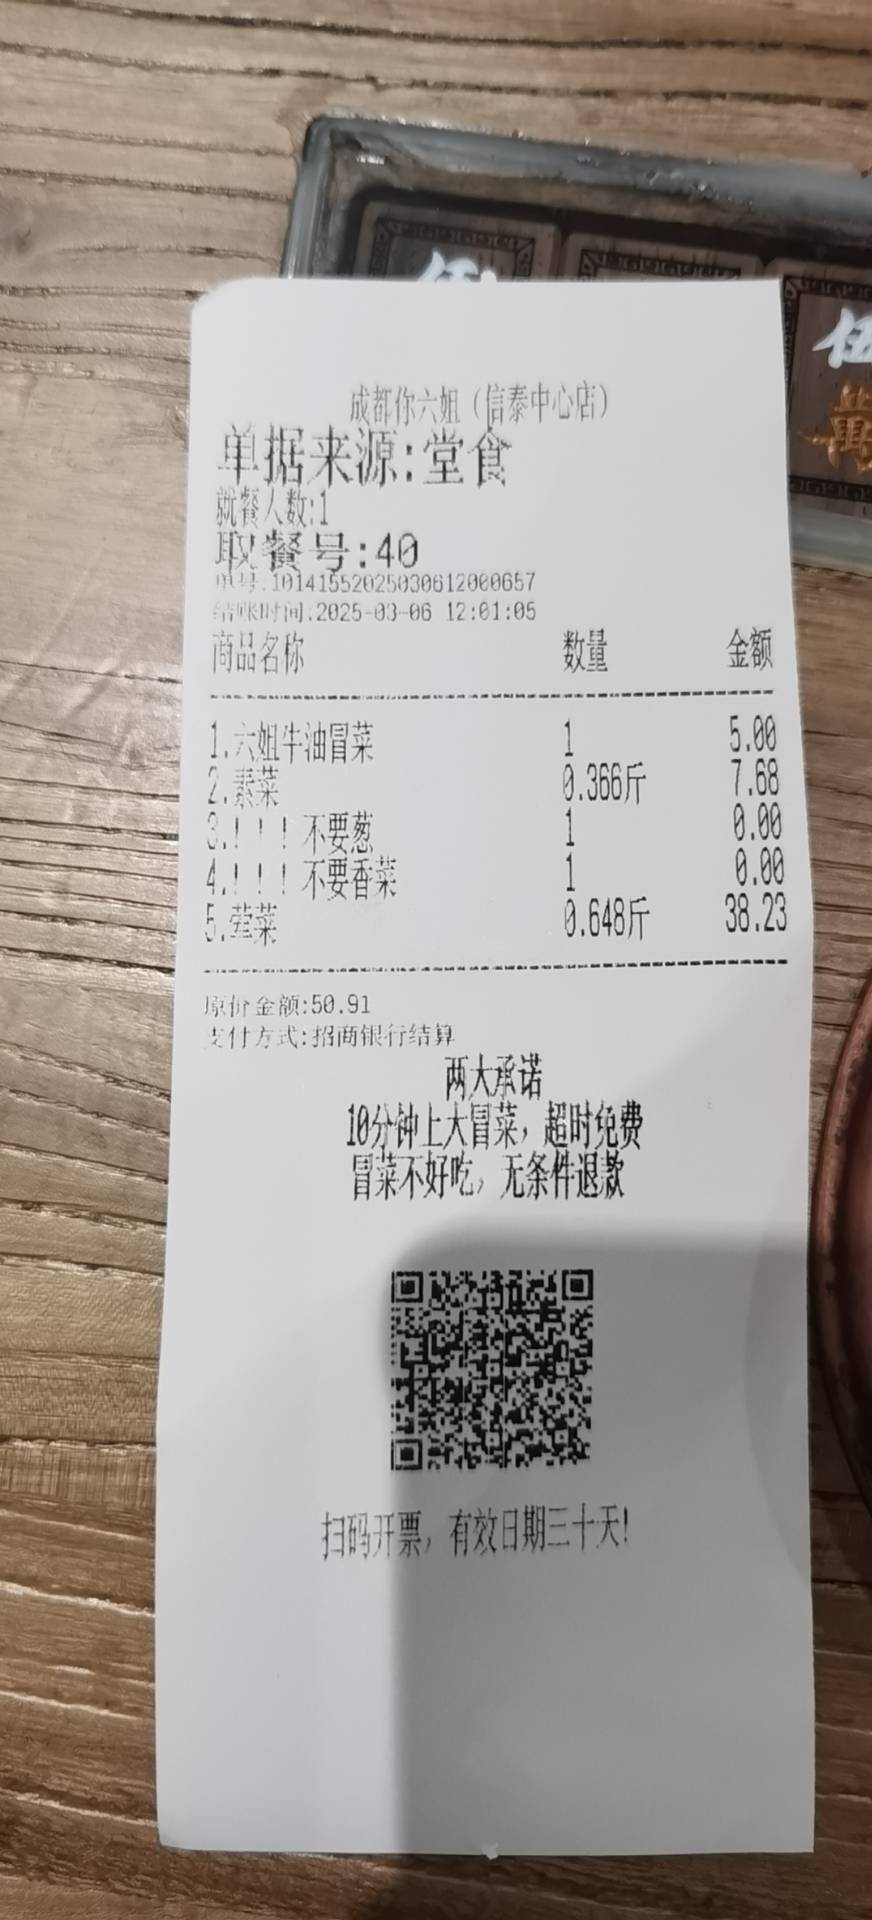 伍
伍
萬
成都你六姐（信泰中心店）
单据来源:堂食
就餐人数:1
取餐号:40
单号:10141552025030612000657
结账时间:2025-03-06 12:01:05
商品名称 数量 金额
1.六姐牛油冒菜 1 5.00
2.素菜 0.366斤 7.68
3.！！！不要葱 1 0.00
4.！！！不要香菜 1 0.00
5.荤菜 0.648斤 38.23
原价金额:50.91
支付方式:招商银行结算
两大承诺
10分钟上大冒菜，超时免费
冒菜不好吃，无条件退款
扫码开票，有效日期三十天!